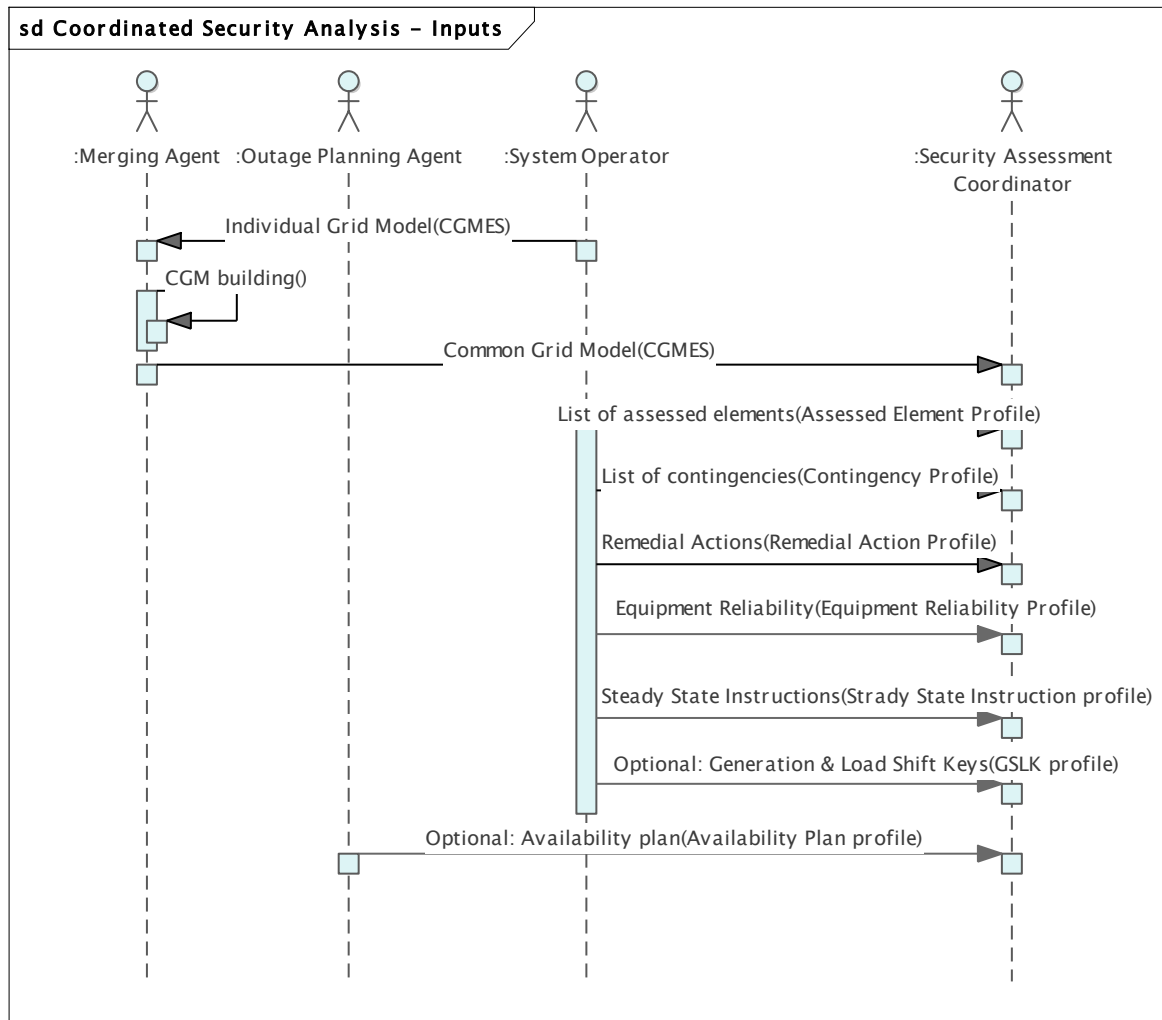 sd Coordinated Security Analysis - Inputs
:Merging Agent
:Outage Planning Agent
:System Operator
:Security Assessment
Coordinator
Individual Grid Model(CGMES)
CGM building()
Common Grid Model(CGMES)
List of assessed elements(Assessed Element Profile)
List of contingencies(Contingency Profile)
Remedial Actions(Remedial Action Profile)
Equipment Reliability(Equipment Reliability Profile)
Steady State Instructions(Strady State Instruction profile)
Optional: Generation & Load Shift Keys(GSLK profile)
Optional: Availability plan(Availability Plan profile)